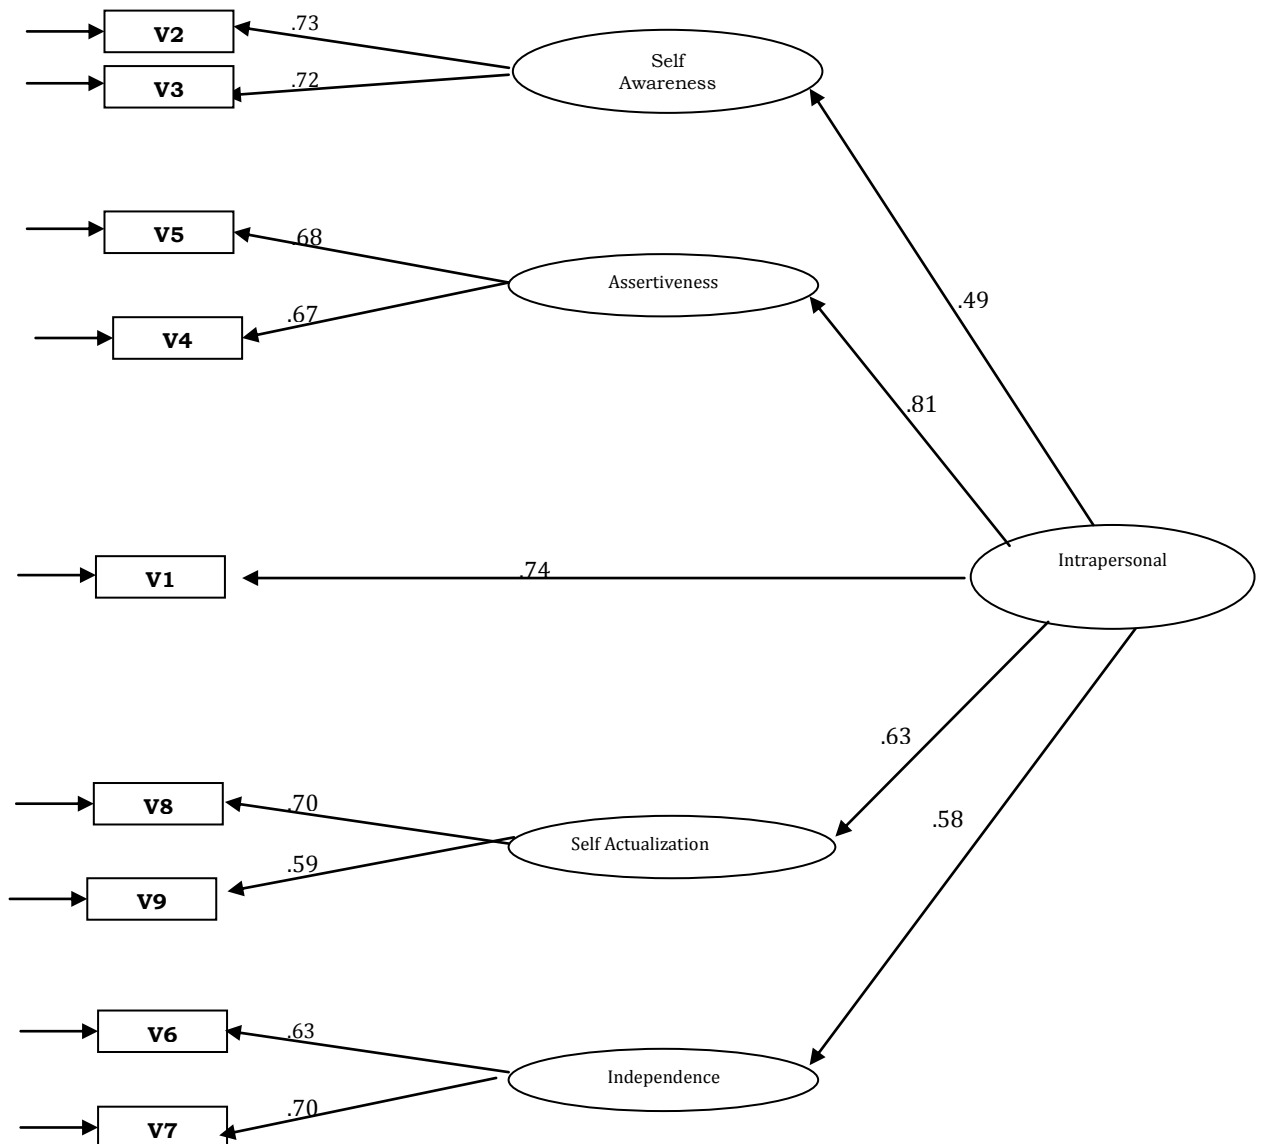 V2
.73
Self
Awareness
V3
.72
V5
.68
Assertiveness
.49
V4
.67
.81
V1
.74
Intrapersonal
.63
V8
.70
.58
Self Actualization
V9
.59
V6
.63
Independence
V7
.70